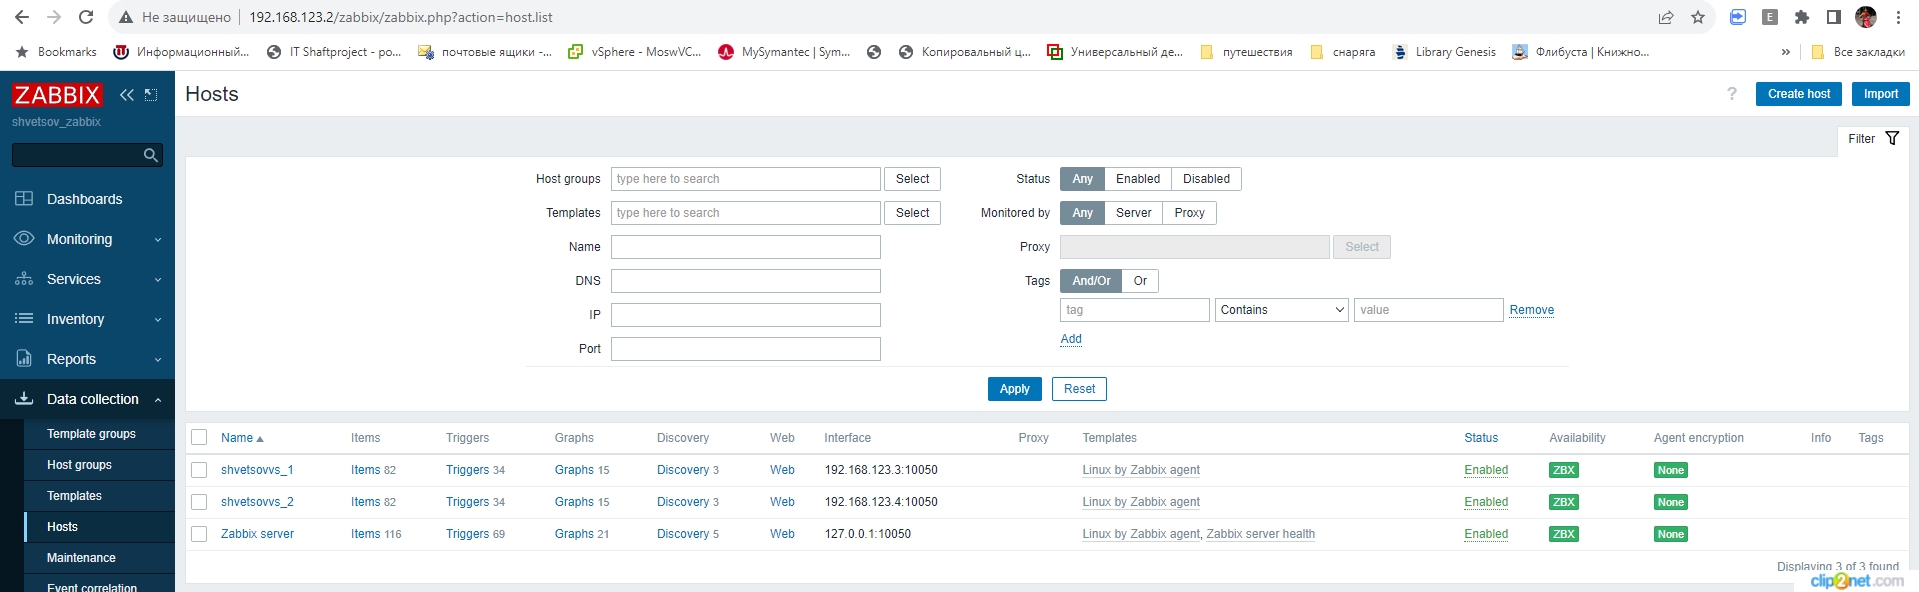 Не защищено 192.168.123.2/zabbix/zabbix.php?action=host.list
Bookmarks Информационный... IT Shaftproject - po... почтовые ящики -... vSphere - MoswVC... MySymantec | Sym... Копировальный ц... Универсальный де... путешествия снаряга Library Genesis Флибуста | Книжно... » Все закладки
ZABBIX
shvetsov_zabbix
Dashboards
Monitoring
Services
Inventory
Reports
Data collection
Template groups
Host groups
Templates
Hosts
Maintenance
Event correlation
Hosts
? Create host Import
Filter
Host groups type here to search Select
Templates type here to search Select
Name
DNS
IP
Port
Status Any Enabled Disabled
Monitored by Any Server Proxy
Proxy Select
Tags And/Or Or
tag Contains value Remove
Add
Apply Reset
Name Items Triggers Graphs Discovery Web Interface Proxy Templates Status Availability Agent encryption Info Tags
shvetsovvs_1 Items 82 Triggers 34 Graphs 15 Discovery 3 Web 192.168.123.3:10050 Linux by Zabbix agent Enabled ZBX None
shvetsovvs_2 Items 82 Triggers 34 Graphs 15 Discovery 3 Web 192.168.123.4:10050 Linux by Zabbix agent Enabled ZBX None
Zabbix server Items 116 Triggers 69 Graphs 21 Discovery 5 Web 127.0.0.1:10050 Linux by Zabbix agent, Zabbix server health Enabled ZBX None
Displaying 3 of 3 found
clip2net.com